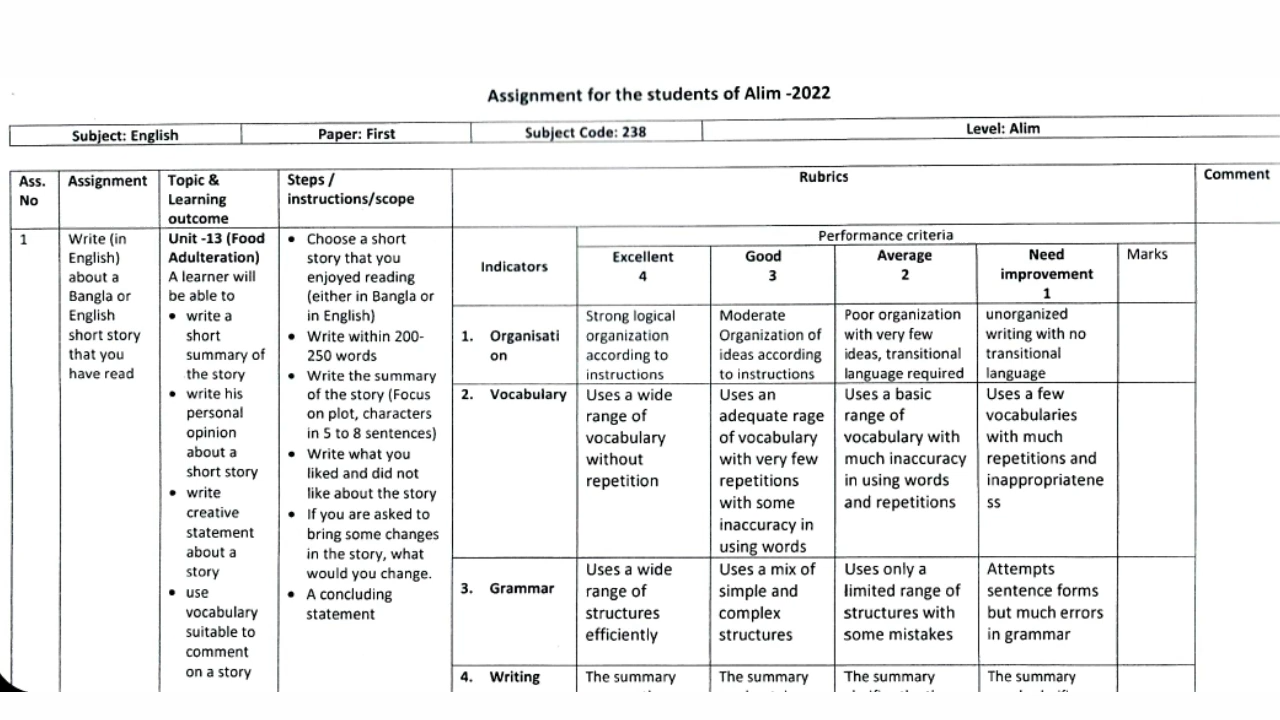 Assignment for the students of Alim -2022
Subject: English
Paper: First
Subject Code: 238
Level: Alim
Ass.
No
Assignment
Topic &
Learning
outcome
Steps /
instructions/scope
Rubrics
Comment
1
Write (in
English)
about a
Bangla or
English
short story
that you
have read
Unit -13 (Food
Adulteration)
A learner will
be able to
• write a
short
summary of
the story
• write his
personal
opinion
about a
short story
• write
creative
statement
about a
story
• use
vocabulary
suitable to
comment
on a story
• Choose a short
story that you
enjoyed reading
(either in Bangla or
in English)
• Write within 200-
250 words
• Write the summary
of the story (Focus
on plot, characters
in 5 to 8 sentences)
• Write what you
liked and did not
like about the story
• If you are asked to
bring some changes
in the story, what
would you change.
• A concluding
statement
Indicators
Performance criteria
Excellent
4
Good
3
Average
2
Need
improvement
1
Marks
1. Organisati
on
Strong logical
organization
according to
instructions
Moderate
Organization of
ideas according
to instructions
Poor organization
with very few
ideas, transitional
language required
unorganized
writing with no
transitional
language
2. Vocabulary
Uses a wide
range of
vocabulary
without
repetition
Uses an
adequate rage
of vocabulary
with very few
repetitions
with some
inaccuracy in
using words
Uses a basic
range of
vocabulary with
much inaccuracy
in using words
and repetitions
Uses a few
vocabularies
with much
repetitions and
inappropriatene
ss
3. Grammar
Uses a wide
range of
structures
efficiently
Uses a mix of
simple and
complex
structures
Uses only a
limited range of
structures with
some mistakes
Attempts
sentence forms
but much errors
in grammar
4. Writing
The summary
The summary
The summary
The summary